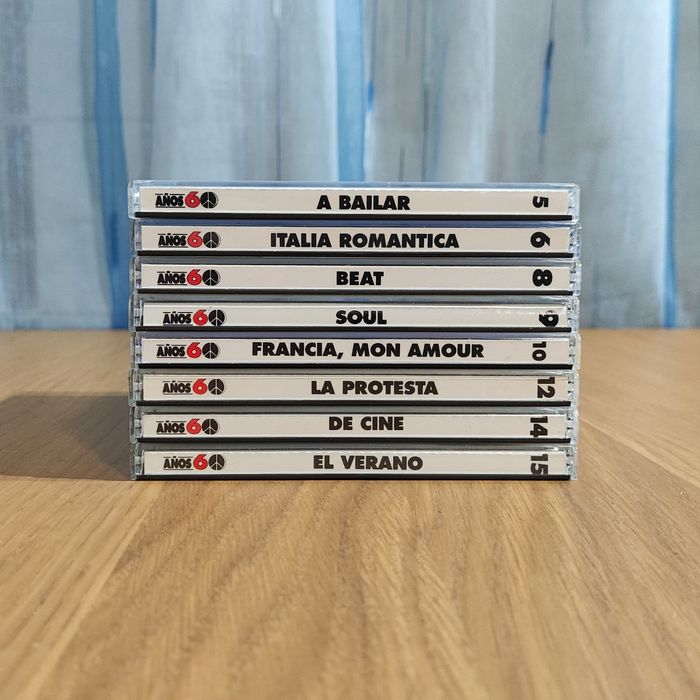 AÑOS 60 A BAILAR 5
AÑOS 60 ITALIA ROMANTICA 6
AÑOS 60 BEAT 8
AÑOS 60 SOUL 9
AÑOS 60 FRANCIA, MON AMOUR 10
AÑOS 60 LA PROTESTA 12
AÑOS 60 DE CINE 14
AÑOS 60 EL VERANO 15